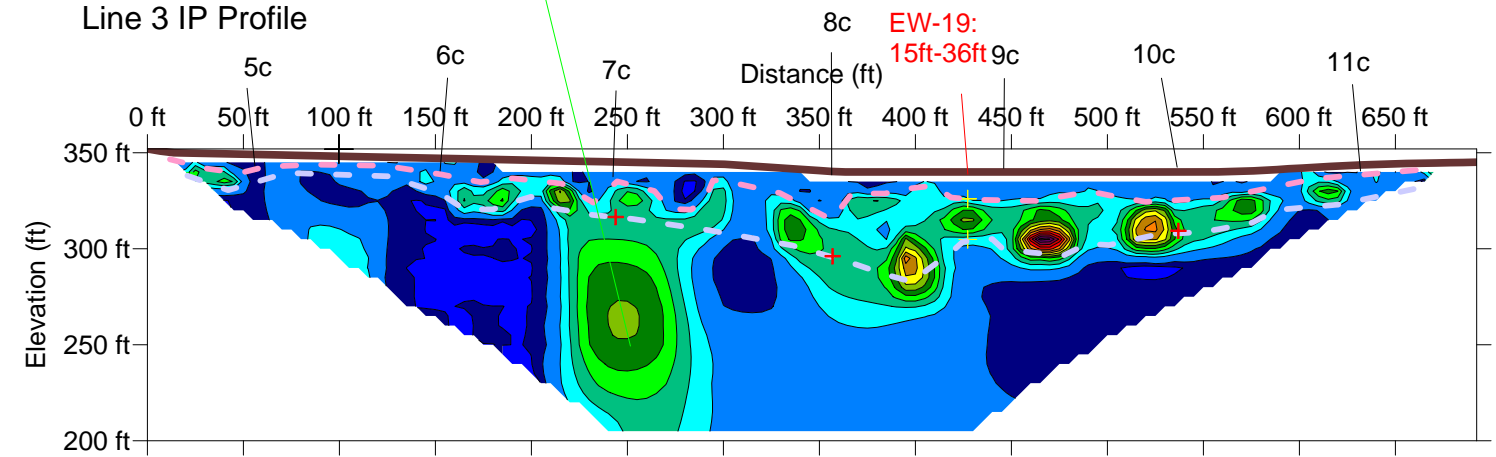 Line 3 IP Profile
8c
EW-19:
15ft-36ft
5c
6c
7c
9c
10c
11c
Distance (ft)
0 ft
50 ft
100 ft
150 ft
200 ft
250 ft
300 ft
350 ft
400 ft
450 ft
500 ft
550 ft
600 ft
650 ft
350 ft
300 ft
250 ft
200 ft
Elevation (ft)